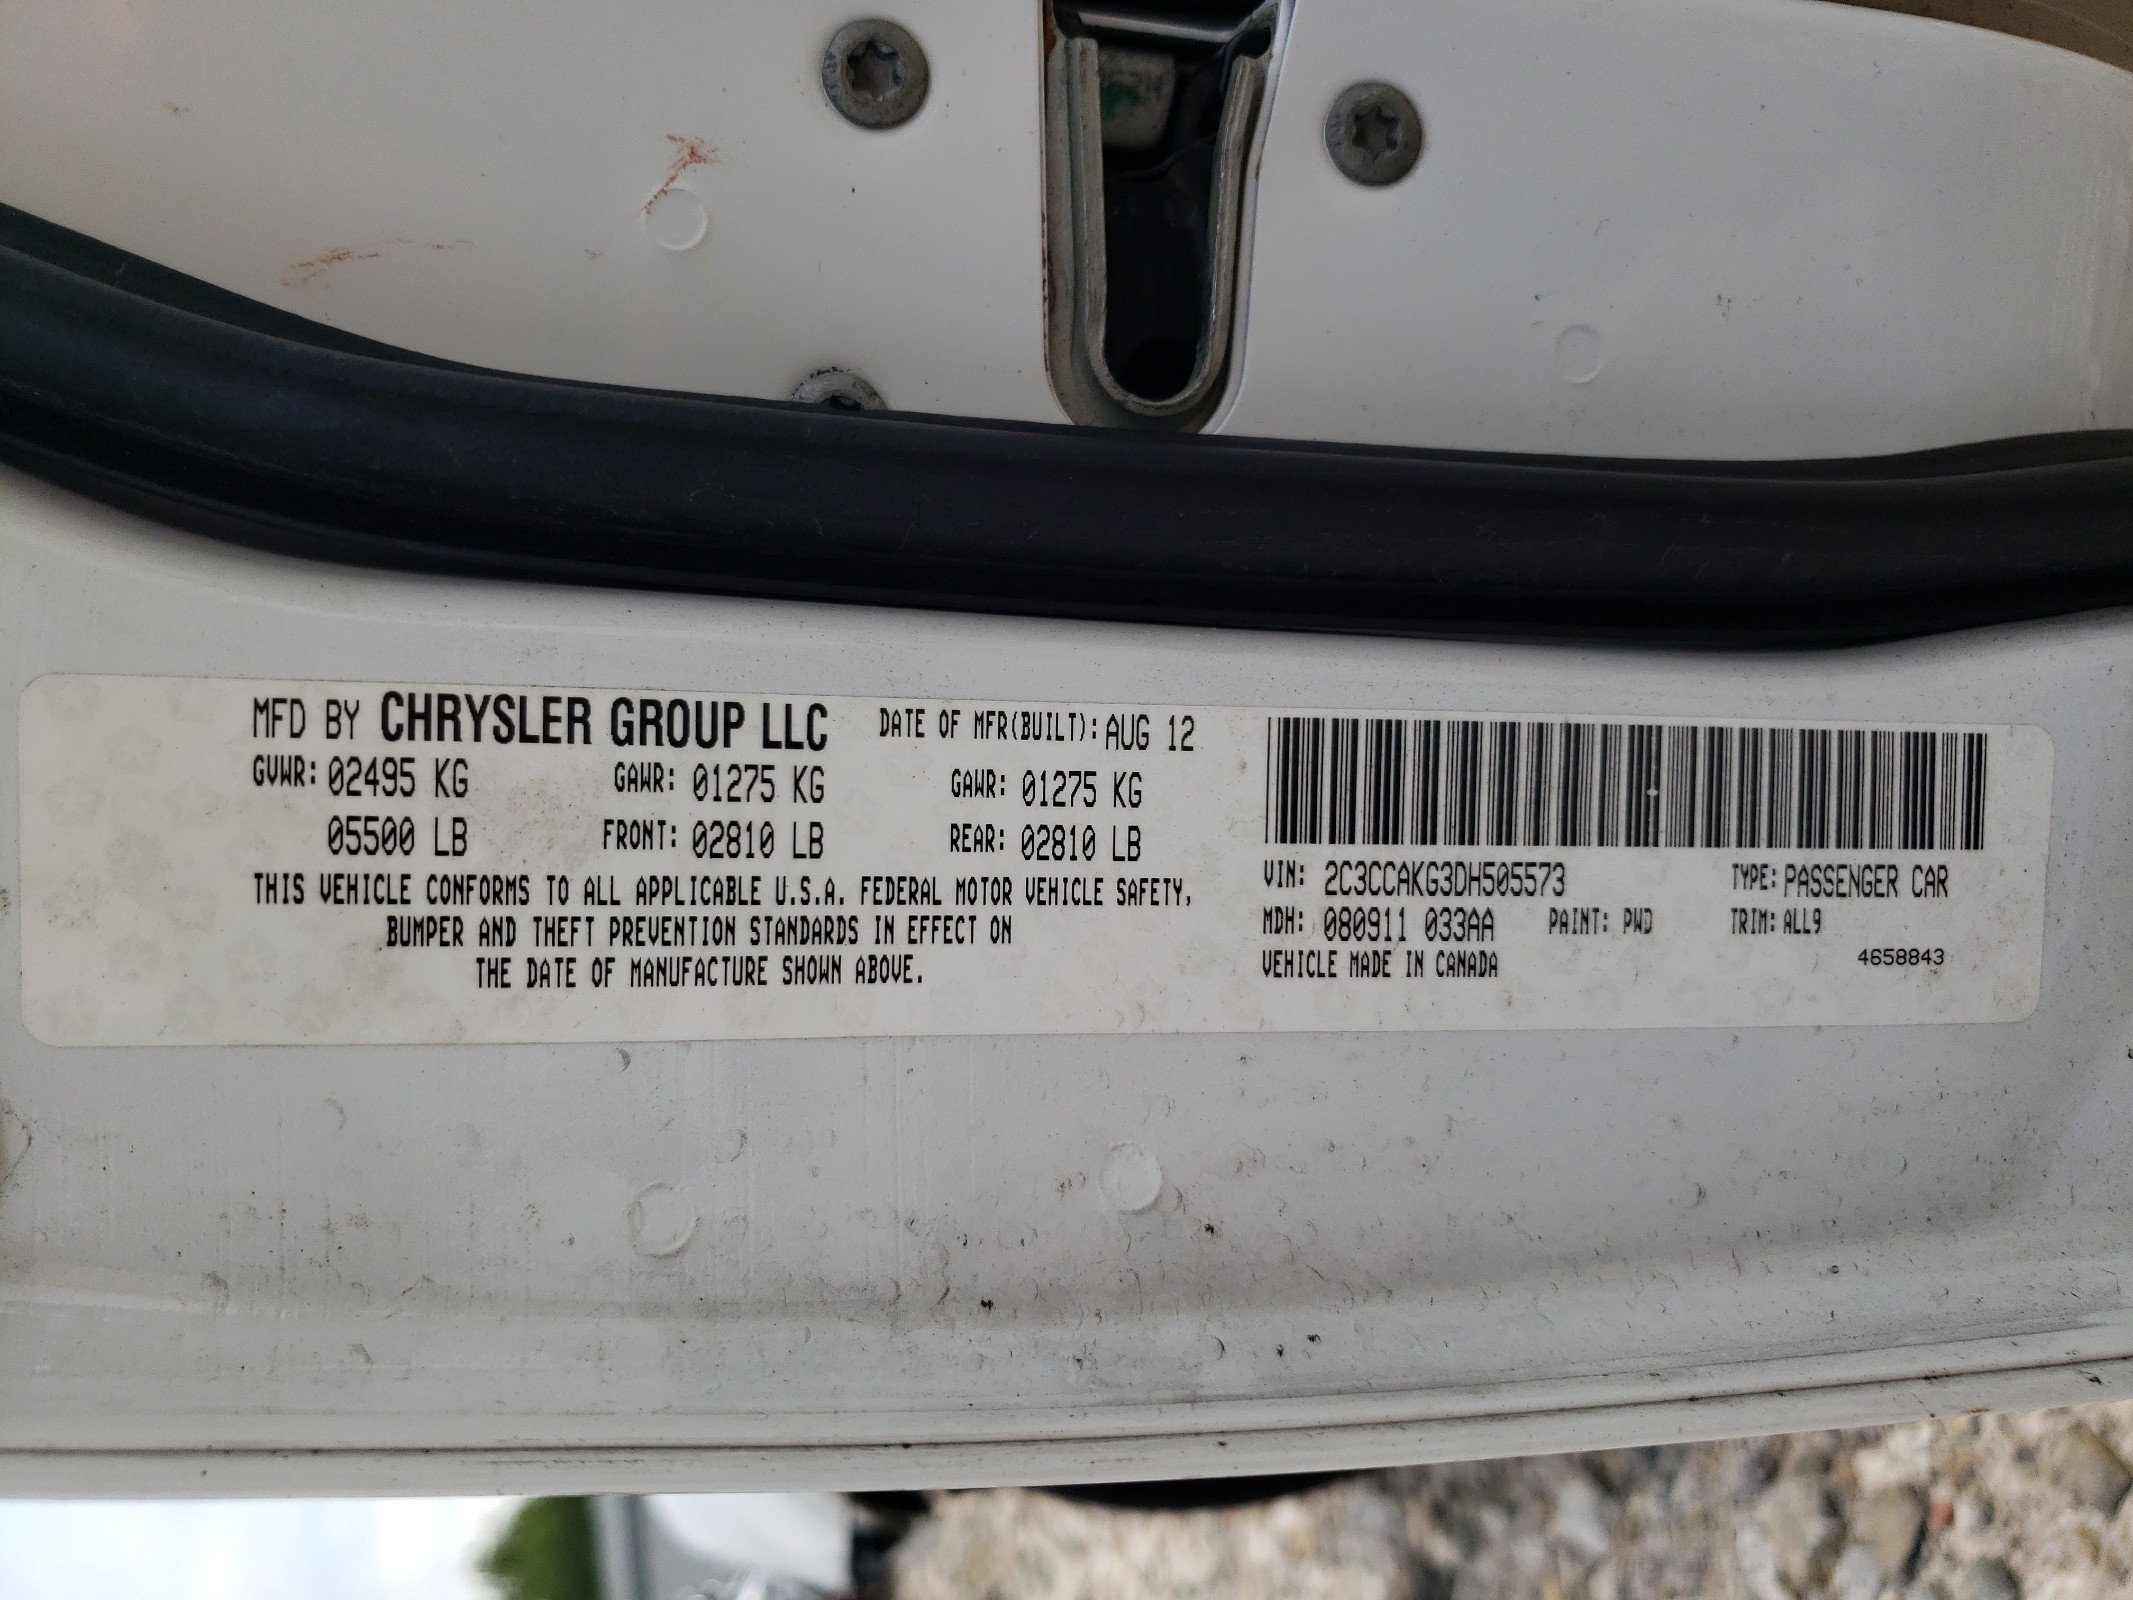 MFD BY CHRYSLER GROUP LLC DATE OF MFR(BUILT): AUG 12
GVWR: 02495 KG GAWR: 01275 KG GAWR: 01275 KG
05500 LB FRONT: 02810 LB REAR: 02810 LB
THIS VEHICLE CONFORMS TO ALL APPLICABLE U.S.A. FEDERAL MOTOR VEHICLE SAFETY,
BUMPER AND THEFT PREVENTION STANDARDS IN EFFECT ON
THE DATE OF MANUFACTURE SHOWN ABOVE.
VIN: 2C3CCAKG3DH505573 TYPE: PASSENGER CAR
MDH: 080911 033AA PAINT: PWD TRIM: ALL9
VEHICLE MADE IN CANADA 4658843